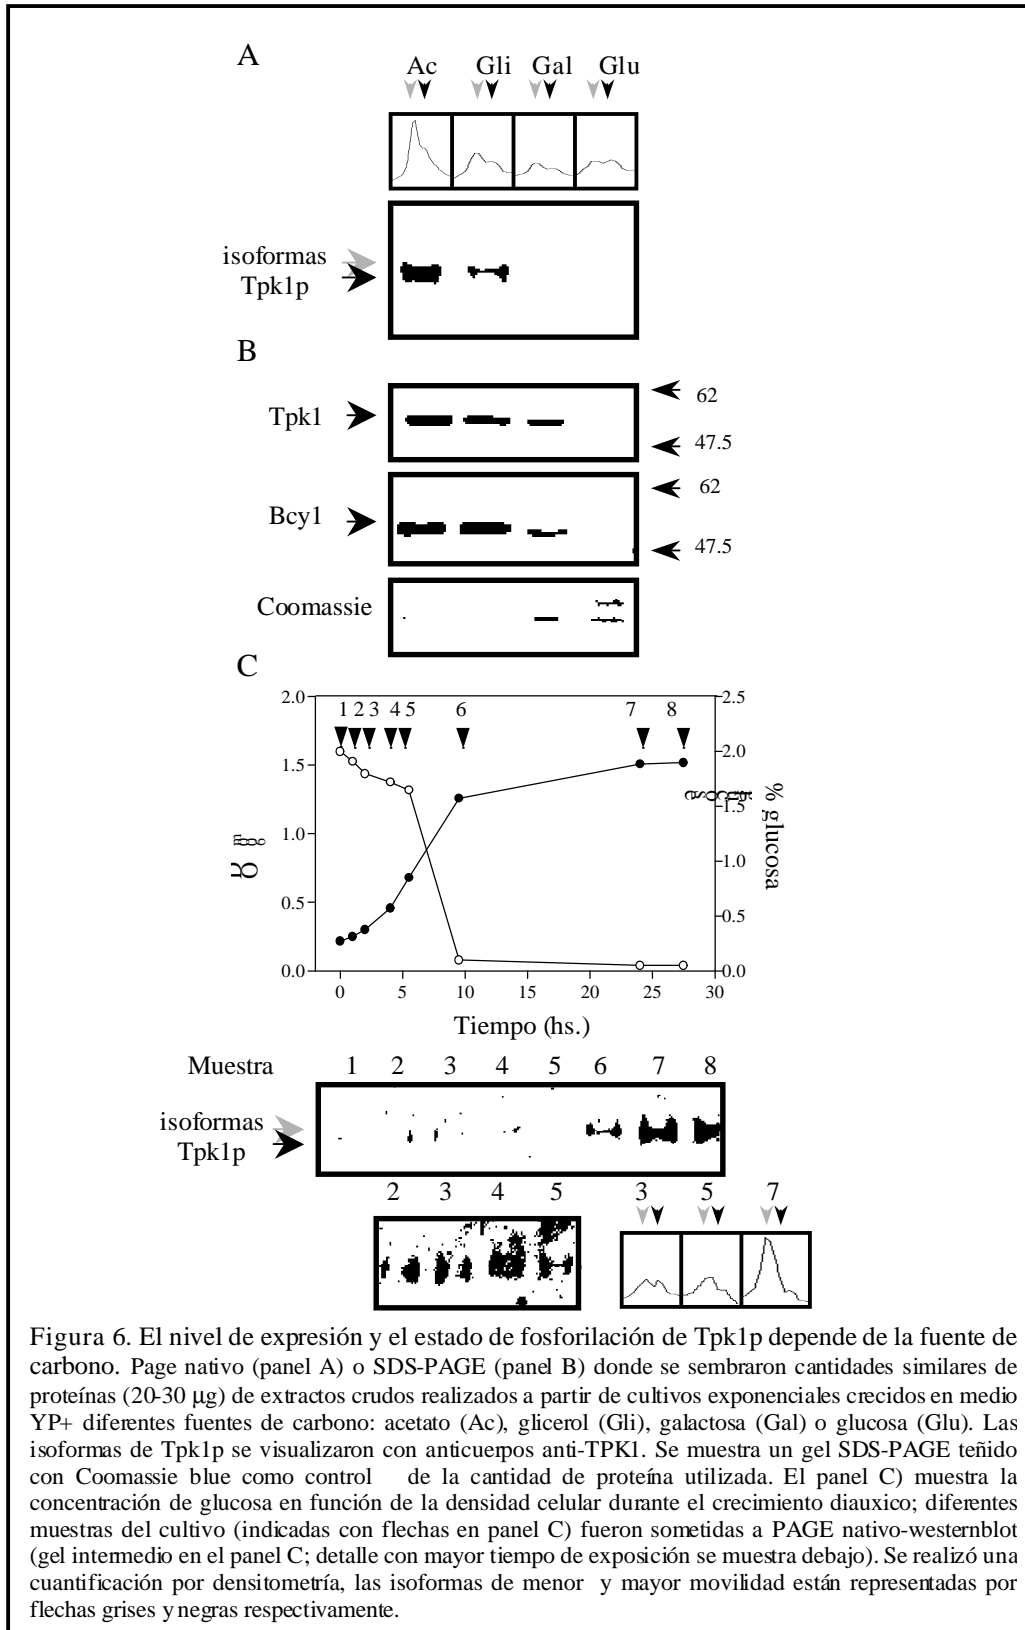 A
Ac Gli Gal Glu
isoformas
Tpk1p
B
Tpk1
62
47.5
Bcy1
62
47.5
Coomassie
C
2.0
1.5
1.0
0.5
0.0
1 2 3 4 5 6 7 8
2.5
2.0
1.5
1.0
0.5
0.0
% glucosa
0 5 10 15 20 25 30
Tiempo (hs.)
Muestra 1 2 3 4 5 6 7 8
isoformas
Tpk1p
2 3 4 5 3 5 7
Figura 6. El nivel de expresión y el estado de fosforilación de Tpk1p depende de la fuente de
carbono. Page nativo (panel A) o SDS-PAGE (panel B) donde se sembraron cantidades similares de
proteínas (20-30 μg) de extractos crudos realizados a partir de cultivos exponenciales crecidos en medio
YP+ diferentes fuentes de carbono: acetato (Ac), glicerol (Gli), galactosa (Gal) o glucosa (Glu). Las
isoformas de Tpk1p se visualizaron con anticuerpos anti-TPK1. Se muestra un gel SDS-PAGE teñido
con Coomassie blue como control de la cantidad de proteína utilizada. El panel C) muestra la
concentración de glucosa en función de la densidad celular durante el crecimiento diauxico; diferentes
muestras del cultivo (indicadas con flechas en panel C) fueron sometidas a PAGE nativo-westernblot
(gel intermedio en el panel C; detalle con mayor tiempo de exposición se muestra debajo). Se realizó una
cuantificación por densitometría, las isoformas de menor y mayor movilidad están representadas por
flechas grises y negras respectivamente.